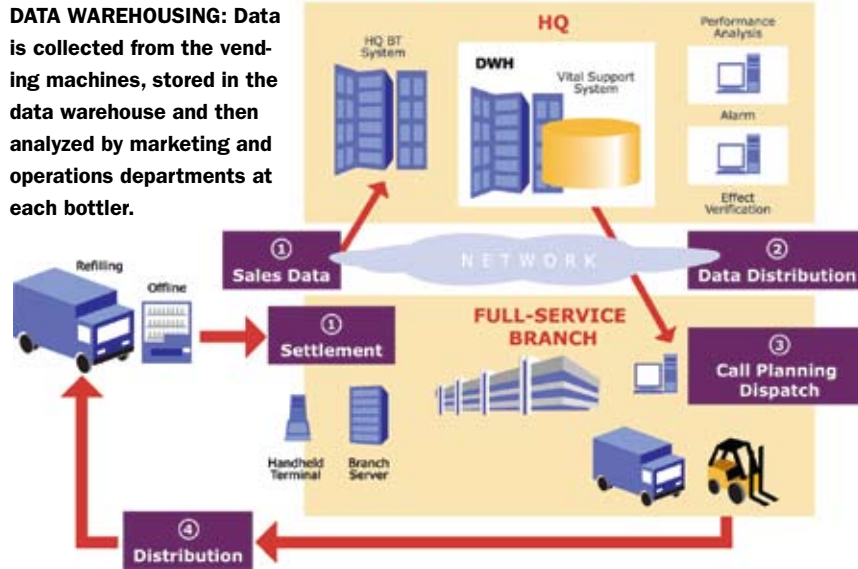 DATA WAREHOUSING: Data
is collected from the vend-
ing machines, stored in the
data warehouse and then
analyzed by marketing and
operations departments at
each bottler.
HQ
HQ BT
System
DWH
Vital Support
System
Performance
Analysis
Alarm
Effect
Verification
Refilling
Offline
①
Sales Data
NETWORK
②
Data Distribution
①
Settlement
FULL-SERVICE
BRANCH
③
Call Planning
Dispatch
Handheld
Terminal
Branch
Server
④
Distribution